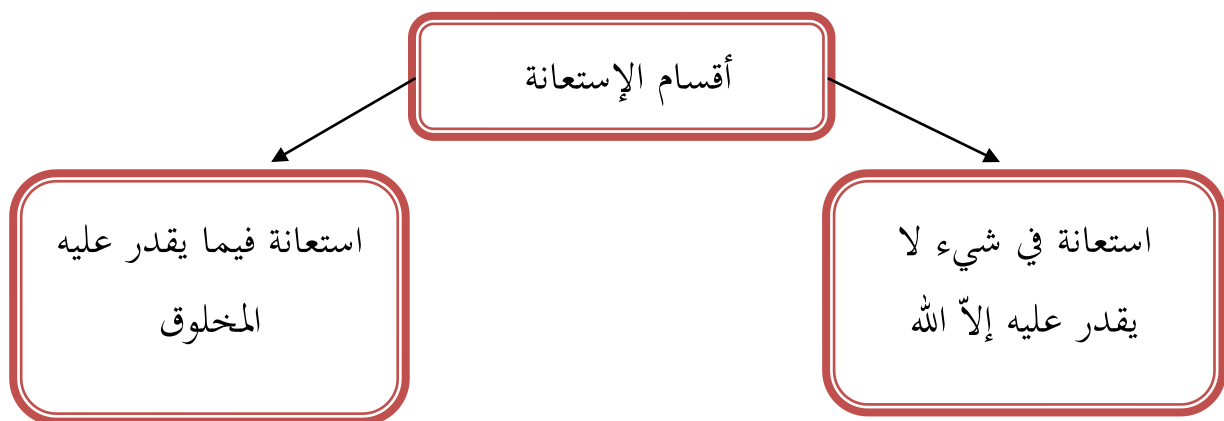 أقسام الإستعانة
استعانة في شيء لا
يقدر عليه إلاّ الله
استعانة فيما يقدر عليه
المخلوق